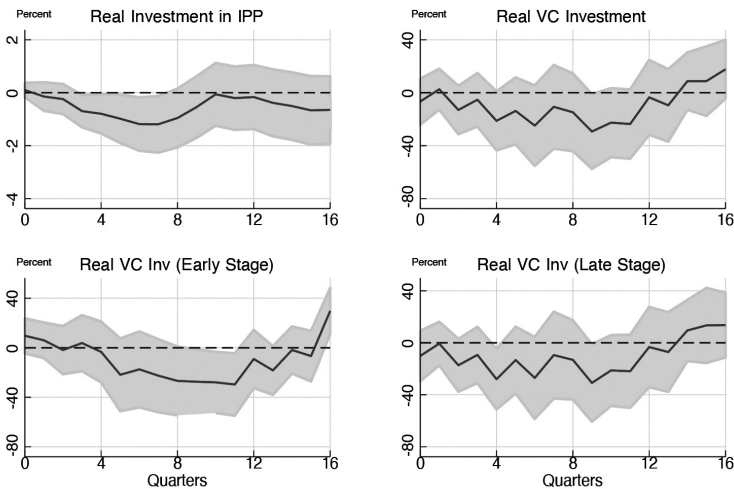 Percent Real Investment in IPP
2
0
-2
-4
0 4 8 12 16
Percent Real VC Investment
40
0
-40
-80
0 4 8 12 16
Percent Real VC Inv (Early Stage)
40
0
-40
-80
0 4 8 12 16
Quarters
Percent Real VC Inv (Late Stage)
40
0
-40
-80
0 4 8 12 16
Quarters